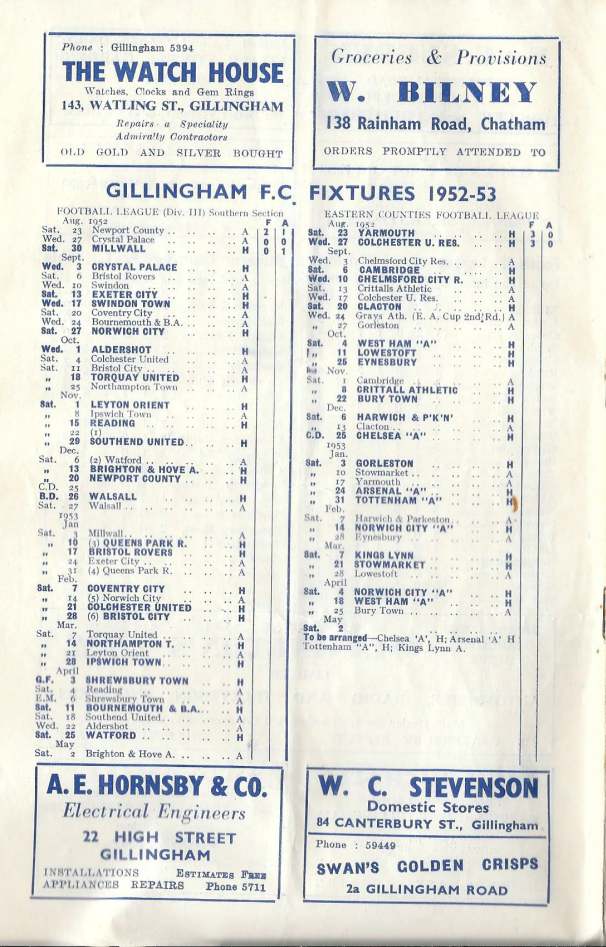 Phone : Gillingham 5394
THE WATCH HOUSE
Watches, Clocks and Gem Rings
143, WATLING ST., GILLINGHAM
Repairs a Speciality
Admiralty Contractors
OLD GOLD AND SILVER BOUGHT
Groceries & Provisions
W. BILNEY
138 Rainham Road, Chatham
ORDERS PROMPTLY ATTENDED TO
GILLINGHAM F.C. FIXTURES 1952-53
FOOTBALL LEAGUE (Div. III) Southern Section
Aug. 1952 F A
Sat. 23 Newport County .. .. .. A 2 1
Wed. 27 Crystal Palace .. .. .. A 0 0
Sat. 30 MILLWALL .. .. .. H 0 1
Sept.
Wed. 3 CRYSTAL PALACE .. .. H
Sat. 6 Bristol Rovers .. .. .. A
Wed. 10 Swindon .. .. .. A
Sat. 13 EXETER CITY .. .. .. H
Wed. 17 SWINDON TOWN .. .. H
Sat. 20 Coventry City .. .. .. A
Wed. 24 Bournemouth & B.A. .. .. A
Sat. 27 NORWICH CITY .. .. H
Oct.
Wed. 1 ALDERSHOT .. .. .. H
Sat. 4 Colchester United .. .. A
Sat. 11 Bristol City .. .. .. A
„ 18 TORQUAY UNITED .. .. H
„ 25 Northampton Town .. .. A
Nov.
Sat. 1 LEYTON ORIENT .. .. H
„ 8 Ipswich Town .. .. .. A
„ 15 READING .. .. .. H
„ 22 (1)
„ 29 SOUTHEND UNITED .. .. H
Dec.
Sat. 6 (2) Watford .. .. .. A
„ 13 BRIGHTON & HOVE A. .. .. H
„ 20 NEWPORT COUNTY .. .. H
C.D. 25
B.D. 26 WALSALL .. .. .. H
Sat. 27 Walsall .. .. .. A
1953
Jan
Sat. 3 Millwall .. .. .. A
„ 10 (3) QUEENS PARK R. .. .. H
„ 17 BRISTOL ROVERS .. .. H
„ 24 Exeter City .. .. .. A
„ 31 (4) Queens Park R. .. .. A
Feb.
Sat. 7 COVENTRY CITY .. .. H
„ 14 (5) Norwich City .. .. A
„ 21 COLCHESTER UNITED .. .. H
„ 28 (6) BRISTOL CITY .. .. H
Mar.
Sat. 7 Torquay United .. .. .. A
„ 14 NORTHAMPTON T. .. .. H
„ 21 Leyton Orient .. .. .. A
„ 28 IPSWICH TOWN .. .. H
April
G.F. 3 SHREWSBURY TOWN .. .. H
Sat. 4 Reading .. .. .. A
E.M. 6 Shrewsbury Town .. .. A
Sat. 11 BOURNEMOUTH & B.A. .. .. H
Sat. 18 Southend United .. .. A
Wed. 22 Aldershot .. .. .. A
Sat. 25 WATFORD .. .. .. H
May
Sat. 2 Brighton & Hove A. .. .. A
EASTERN COUNTIES FOOTBALL LEAGUE
Aug. 1952 F A
Sat. 23 YARMOUTH .. .. .. H 3 0
Wed. 27 COLCHESTER U. RES. .. .. H 3 0
Sept.
Wed. 3 Chelmsford City Res. .. .. A
Sat. 6 CAMBRIDGE .. .. .. H
Wed. 10 CHELMSFORD CITY R. .. .. H
Sat. 13 Crittalls Athletic .. .. A
Wed. 17 Colchester U. Res. .. .. A
Sat. 20 CLACTON .. .. .. H
Wed. 24 Grays Ath. (E. A. Cup 2nd Rd.) A
„ 27 Gorleston .. .. .. A
Oct.
Sat. 4 WEST HAM "A" .. .. H
„ 11 LOWESTOFT .. .. H
„ 25 EYNESBURY .. .. H
Nov.
Sat. 1 Cambridge .. .. .. A
„ 8 CRITTALL ATHLETIC .. .. H
„ 22 BURY TOWN .. .. H
Dec.
Sat. 6 HARWICH & P'K'N' .. .. H
„ 13 Clacton .. .. .. A
C.D. 25 CHELSEA "A" .. .. H
1953
Jan.
Sat. 3 GORLESTON .. .. H
„ 10 Stowmarket .. .. .. A
„ 17 Yarmouth .. .. .. A
„ 24 ARSENAL "A" .. .. H
„ 31 TOTTENHAM "A" .. .. H
Feb.
Sat. 7 Harwich & Parkeston .. .. A
„ 14 NORWICH CITY "A" .. .. H
„ 28 Eynesbury .. .. .. A
Mar.
Sat. 7 KINGS LYNN .. .. H
„ 21 STOWMARKET .. .. H
„ 28 Lowestoft .. .. .. A
April
Sat. 4 NORWICH CITY "A" .. .. H
„ 18 WEST HAM "A" .. .. H
„ 25 Bury Town .. .. .. A
May
Sat. 2
To be arranged—Chelsea 'A', H; Arsenal 'A' H
Tottenham "A", H; Kings Lynn A.
A. E. HORNSBY & CO.
Electrical Engineers
22 HIGH STREET
GILLINGHAM
INSTALLATIONS ESTIMATES FREE
APPLIANCES REPAIRS Phone 5711
W. C. STEVENSON
Domestic Stores
84 CANTERBURY ST., Gillingham
Phone : 59449
SWAN'S GOLDEN CRISPS
2a GILLINGHAM ROAD